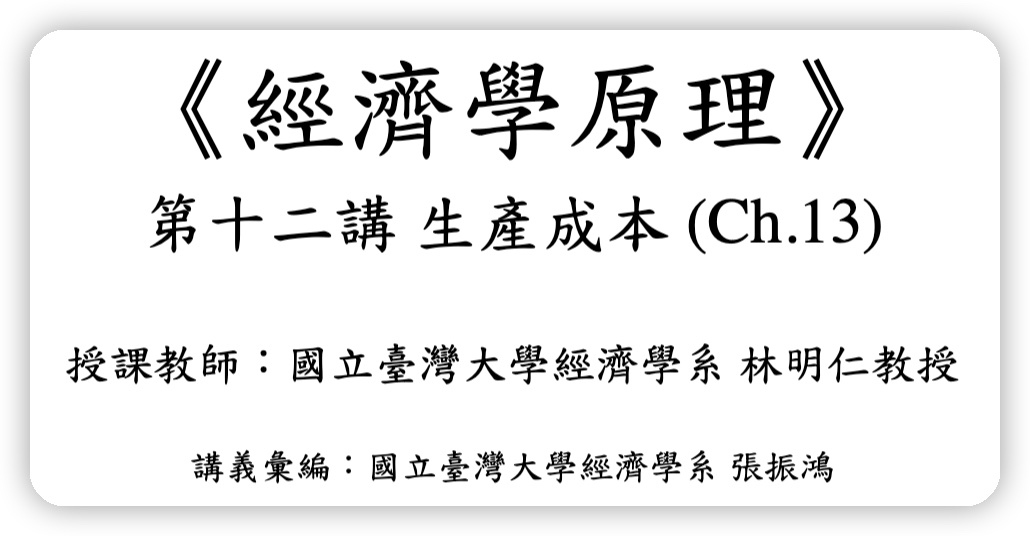 《經濟學原理》
第十二講 生產成本 (Ch.13)
授課教師：國立臺灣大學經濟學系 林明仁教授
講義彙編：國立臺灣大學經濟學系 張振鴻